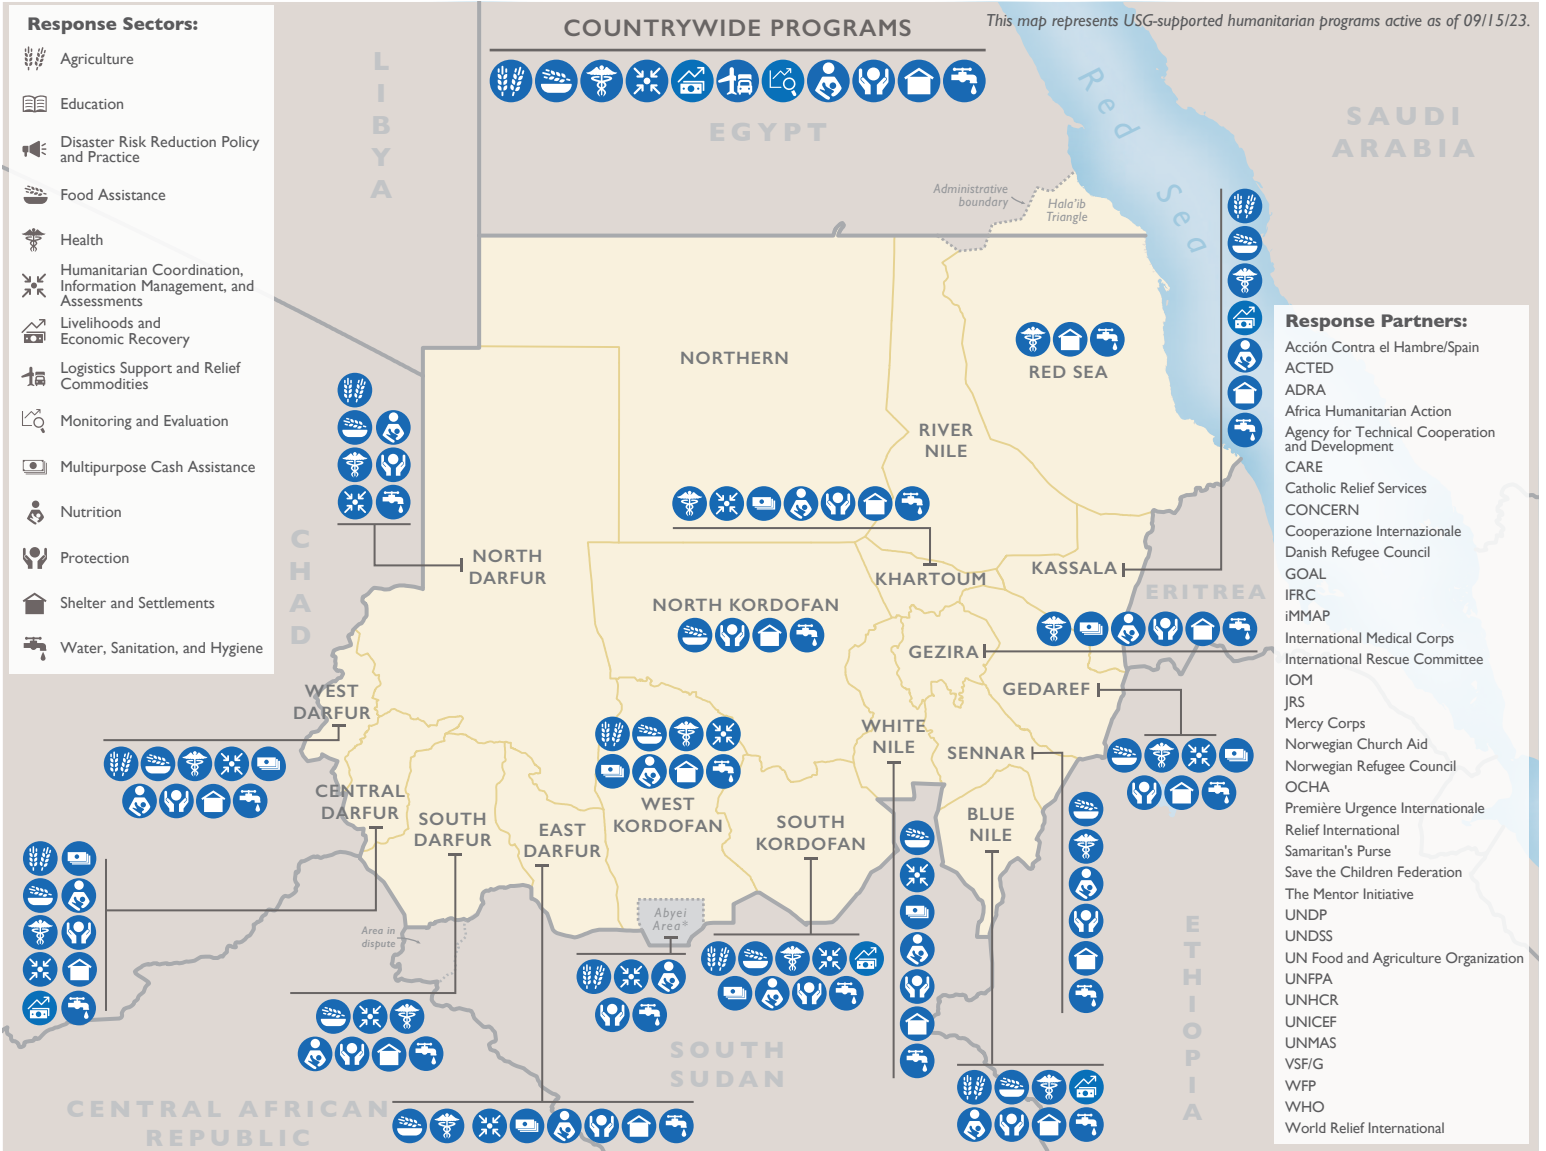 Response Sectors:
Agriculture
Education
Disaster Risk Reduction Policy
and Practice
Food Assistance
Health
Humanitarian Coordination,
Information Management, and
Assessments
Livelihoods and
Economic Recovery
Logistics Support and Relief
Commodities
Monitoring and Evaluation
Multipurpose Cash Assistance
Nutrition
Protection
Shelter and Settlements
Water, Sanitation, and Hygiene
COUNTRYWIDE PROGRAMS
This map represents USG-supported humanitarian programs active as of 09/15/23.
LIBYA
EGYPT
Red Sea
SAUDI
ARABIA
Administrative
boundary
Hala'ib
Triangle
NORTHERN
RED SEA
RIVER
NILE
CHAD
NORTH
DARFUR
KHARTOUM
KASSALA
ERITREA
NORTH KORDOFAN
GEZIRA
GEDAREF
WEST
DARFUR
WHITE
NILE
SENNAR
CENTRAL
DARFUR
SOUTH
DARFUR
EAST
DARFUR
WEST
KORDOFAN
SOUTH
KORDOFAN
BLUE
NILE
Abyei
Area*
Area in
dispute
ETHIOPIA
SOUTH
SUDAN
CENTRAL AFRICAN
REPUBLIC
Response Partners:
Acción Contra el Hambre/Spain
ACTED
ADRA
Africa Humanitarian Action
Agency for Technical Cooperation
and Development
CARE
Catholic Relief Services
CONCERN
Cooperazione Internazionale
Danish Refugee Council
GOAL
IFRC
iMMAP
International Medical Corps
International Rescue Committee
IOM
JRS
Mercy Corps
Norwegian Church Aid
Norwegian Refugee Council
OCHA
Première Urgence Internationale
Relief International
Samaritan's Purse
Save the Children Federation
The Mentor Initiative
UNDP
UNDSS
UN Food and Agriculture Organization
UNFPA
UNHCR
UNICEF
UNMAS
VSF/G
WFP
WHO
World Relief International